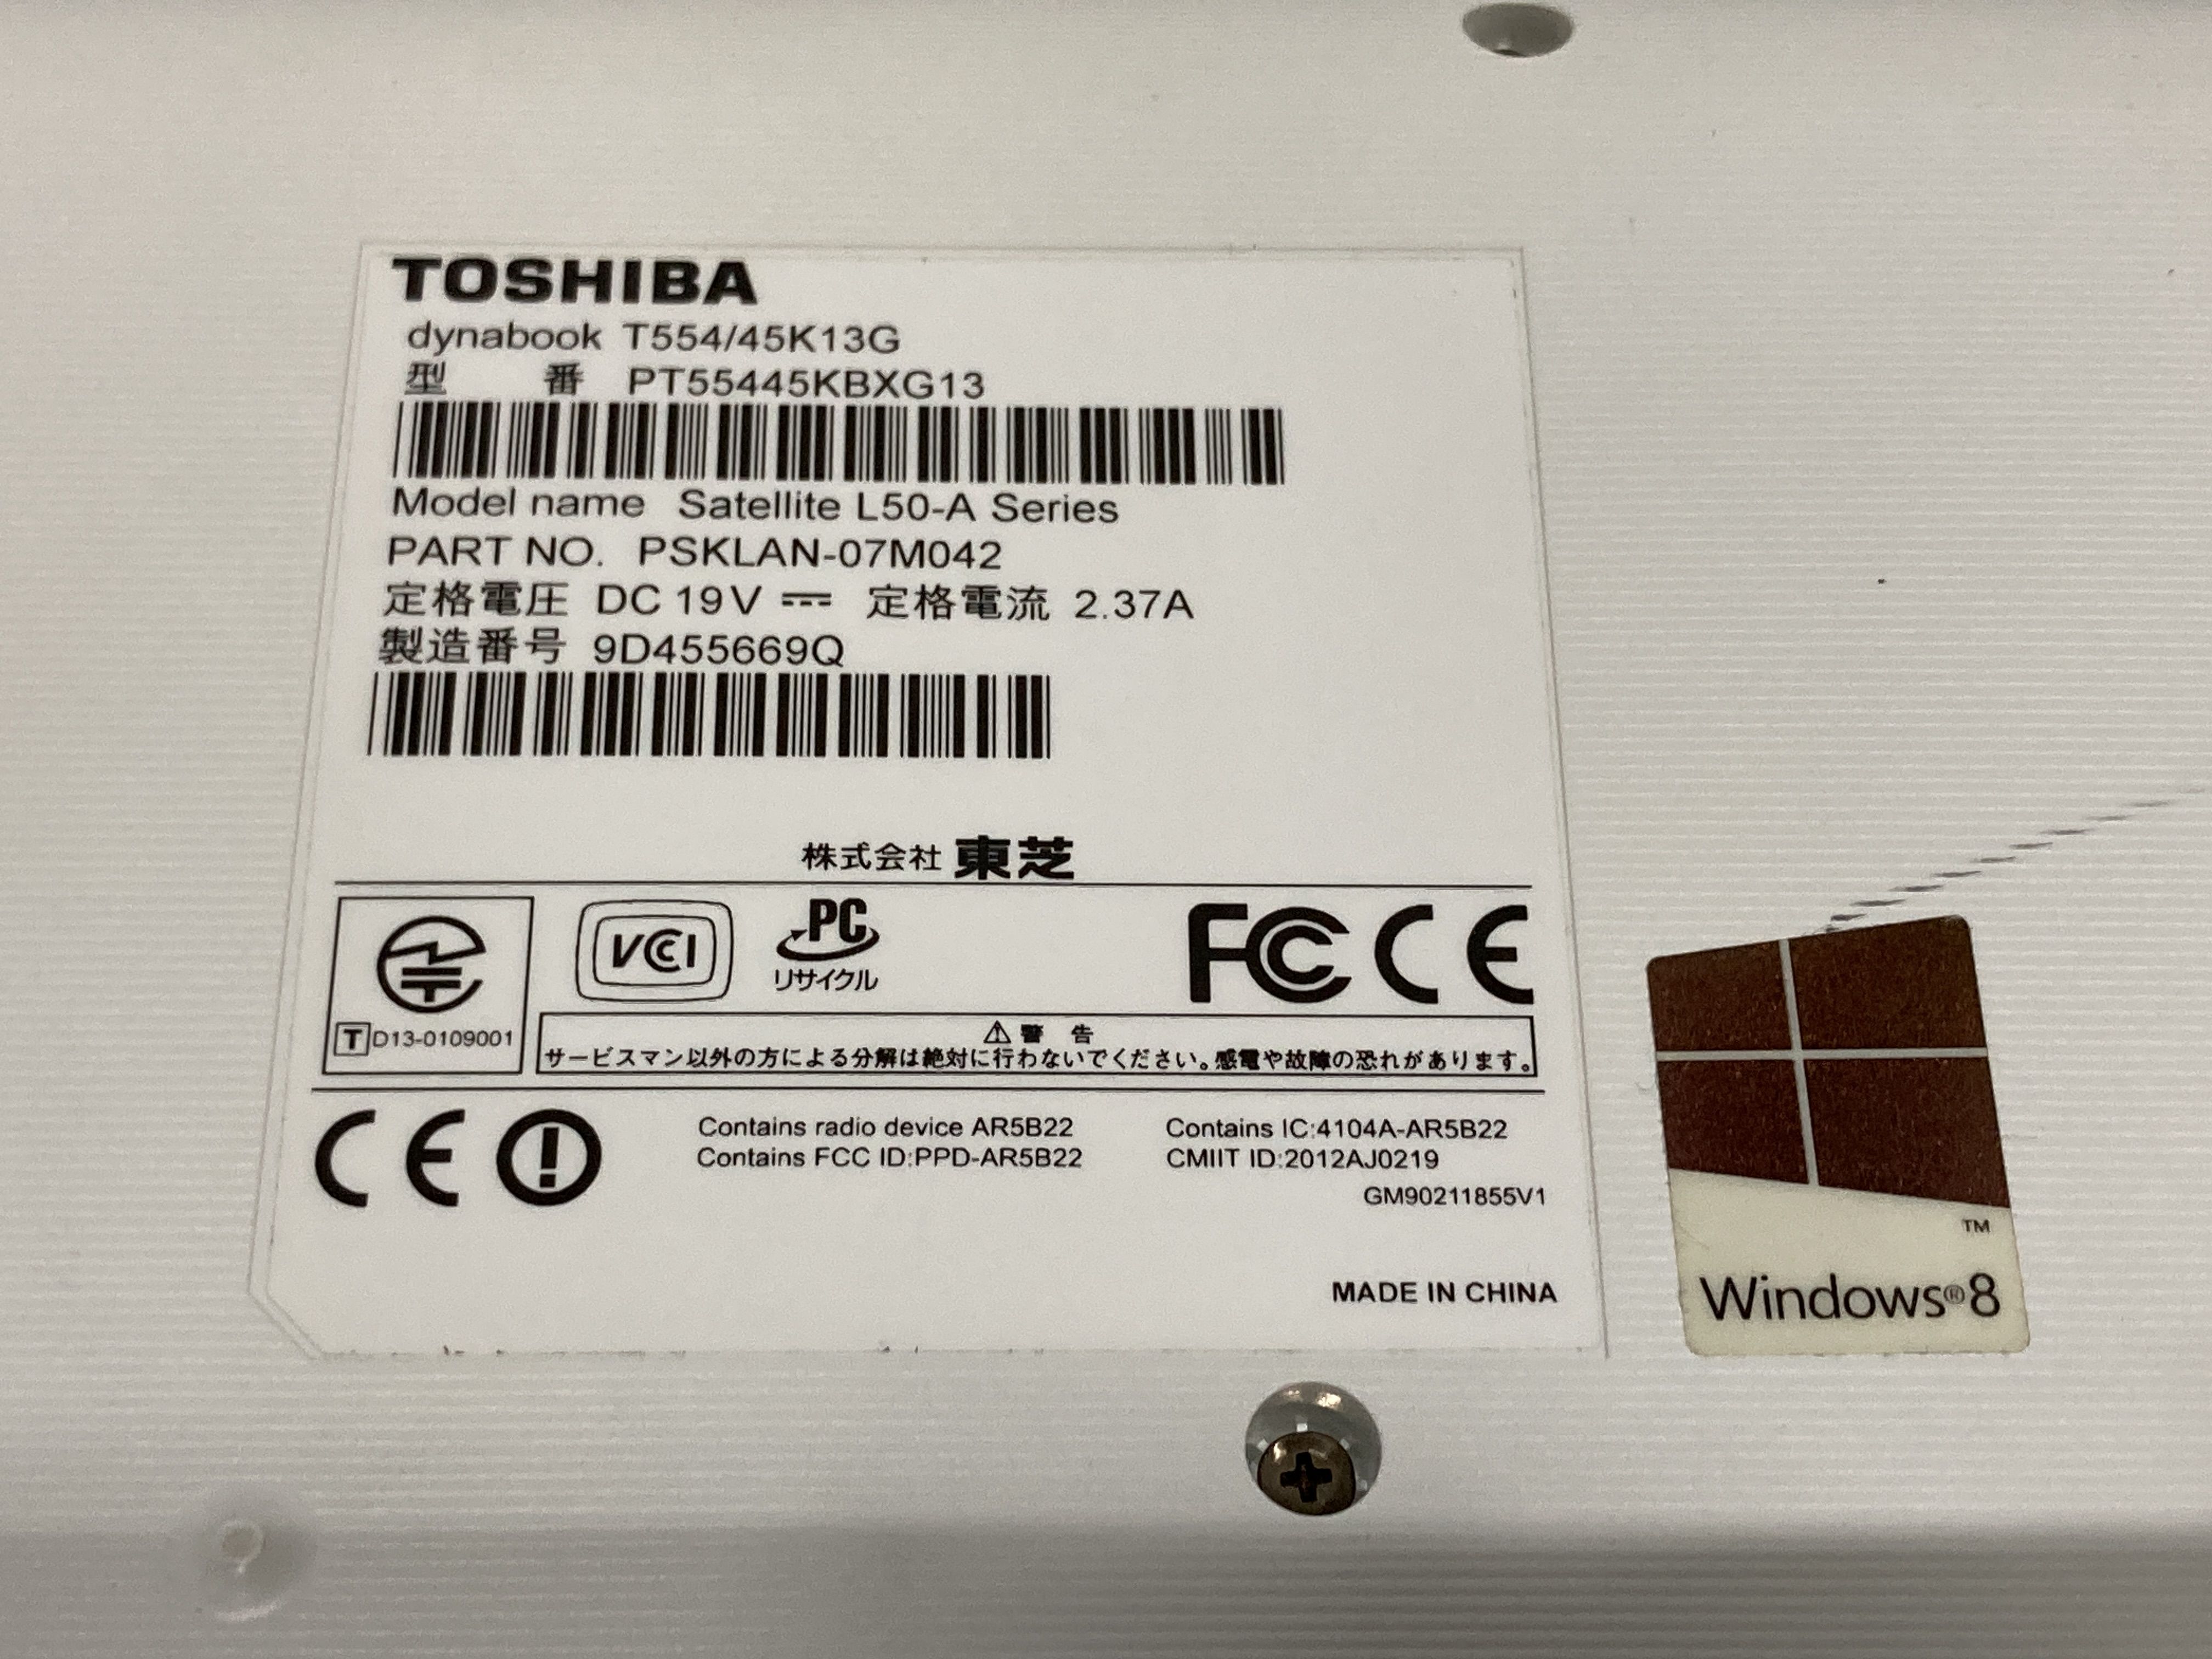 TOSHIBA
dynabook T554/45K13G
型 番 PT55445KBXG13
Model name Satellite L50-A Series
PART NO. PSKLAN-07M042
定格電圧 DC 19V 定格電流 2.37A
製造番号 9D455669Q
株式会社 東芝
VCCI
PC
リサイクル
FC CE
T D13-0109001
⚠ 警 告
サービスマン以外の方による分解は絶対に行わないでください。感電や故障の恐れがあります。
CE
Contains radio device AR5B22
Contains FCC ID:PPD-AR5B22
Contains IC:4104A-AR5B22
CMIIT ID:2012AJ0219
GM90211855V1
MADE IN CHINA
TM
Windows®8